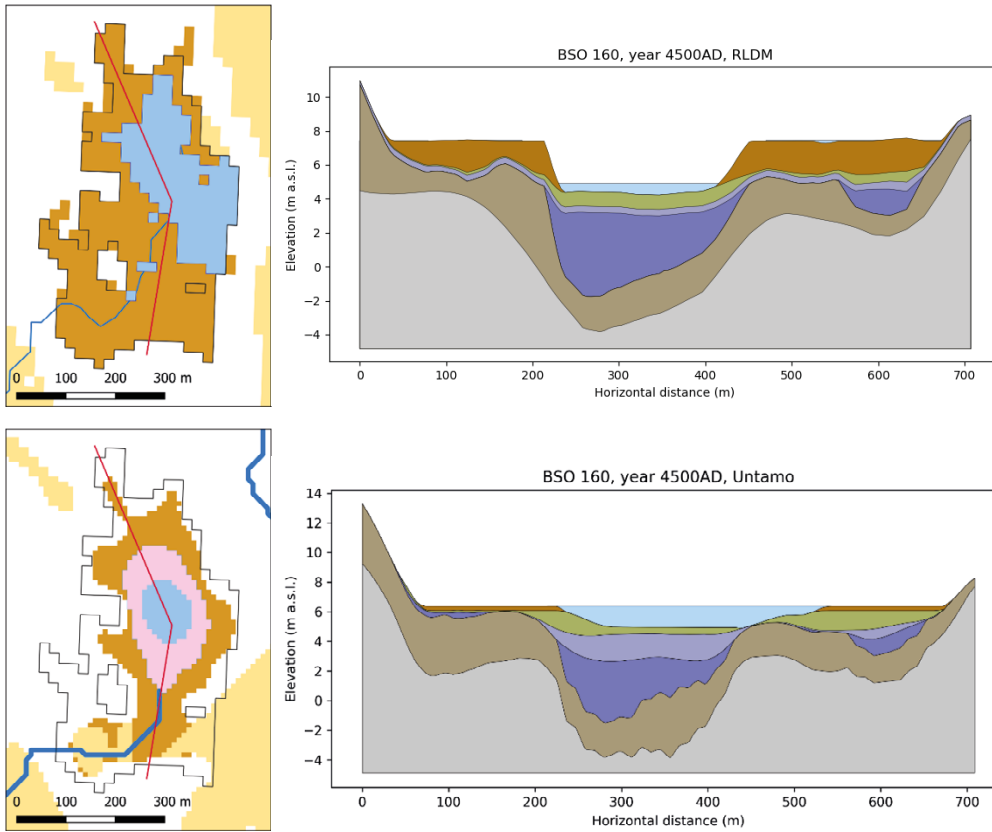 BSO 160, year 4500AD, RLDM
10
8
6
4
2
0
−2
−4
Elevation (m a.s.l.)
0 100 200 300 400 500 600 700
Horizontal distance (m)
0 100 200 300 m
BSO 160, year 4500AD, Untamo
14
12
10
8
6
4
2
0
−2
−4
Elevation (m a.s.l.)
0 100 200 300 400 500 600 700
Horizontal distance (m)
0 100 200 300 m